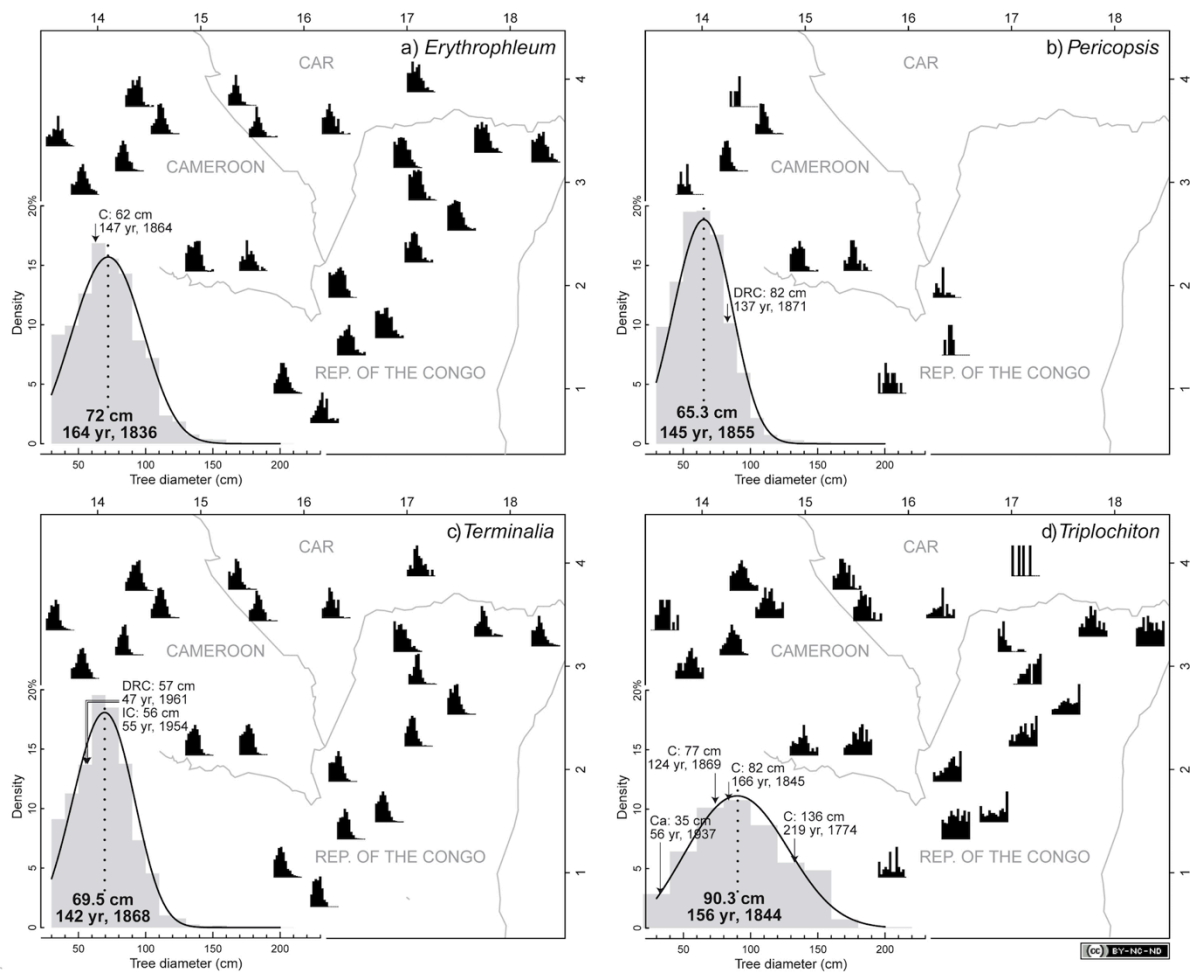 14 15 16 17 18
14 15 16 17 18
a) Erythrophleum
CAR
CAMEROON
REP. OF THE CONGO
4
3
2
1
20%
15
10
5
0
Density
C: 62 cm
147 yr, 1864
72 cm
164 yr, 1836
50 100 150 200
Tree diameter (cm)
b) Pericopsis
CAR
CAMEROON
REP. OF THE CONGO
4
3
2
1
20%
15
10
5
0
Density
DRC: 82 cm
137 yr, 1871
65.3 cm
145 yr, 1855
50 100 150 200
Tree diameter (cm)
14 15 16 17 18
14 15 16 17 18
c) Terminalia
CAR
CAMEROON
REP. OF THE CONGO
4
3
2
1
20%
15
10
5
0
Density
DRC: 57 cm
47 yr, 1961
IC: 56 cm
55 yr, 1954
69.5 cm
142 yr, 1868
50 100 150 200
Tree diameter (cm)
d) Triplochiton
CAR
CAMEROON
REP. OF THE CONGO
4
3
2
1
20%
15
10
5
0
Density
C: 77 cm
124 yr, 1869
C: 82 cm
166 yr, 1845
Ca: 35 cm
56 yr, 1937
C: 136 cm
219 yr, 1774
90.3 cm
156 yr, 1844
50 100 150 200
Tree diameter (cm)
cc BY-NC-ND